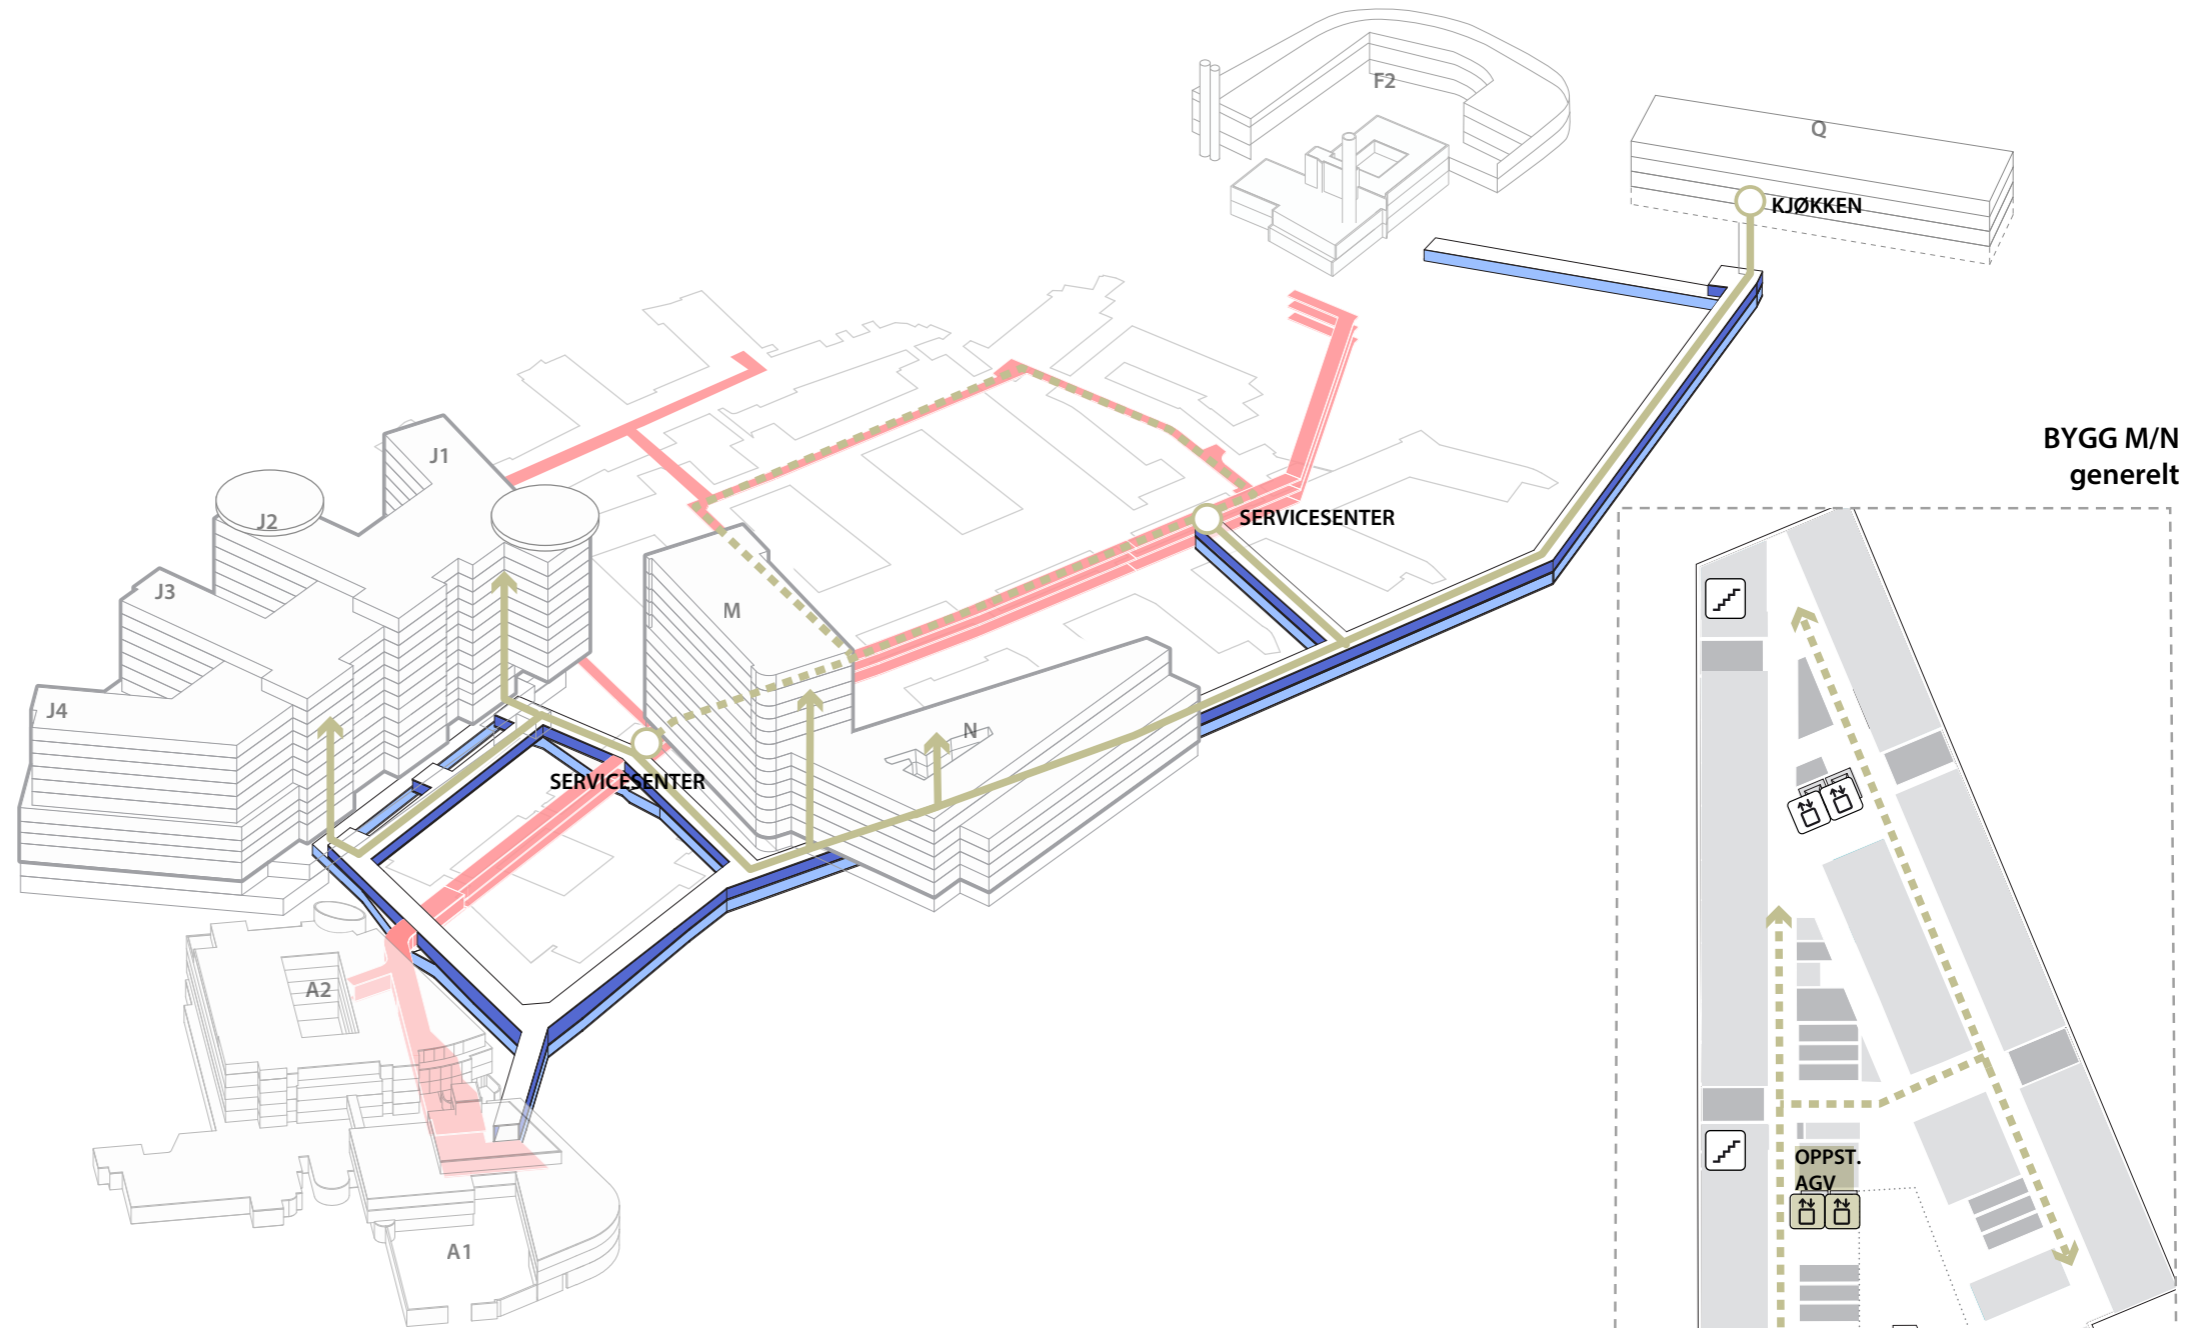 F2
Q
KJØKKEN
BYGG M/N
generelt
J1
J2
SERVICESENTER
J3
M
J4
N
SERVICESENTER
A2
OPPST.
AGV
A1